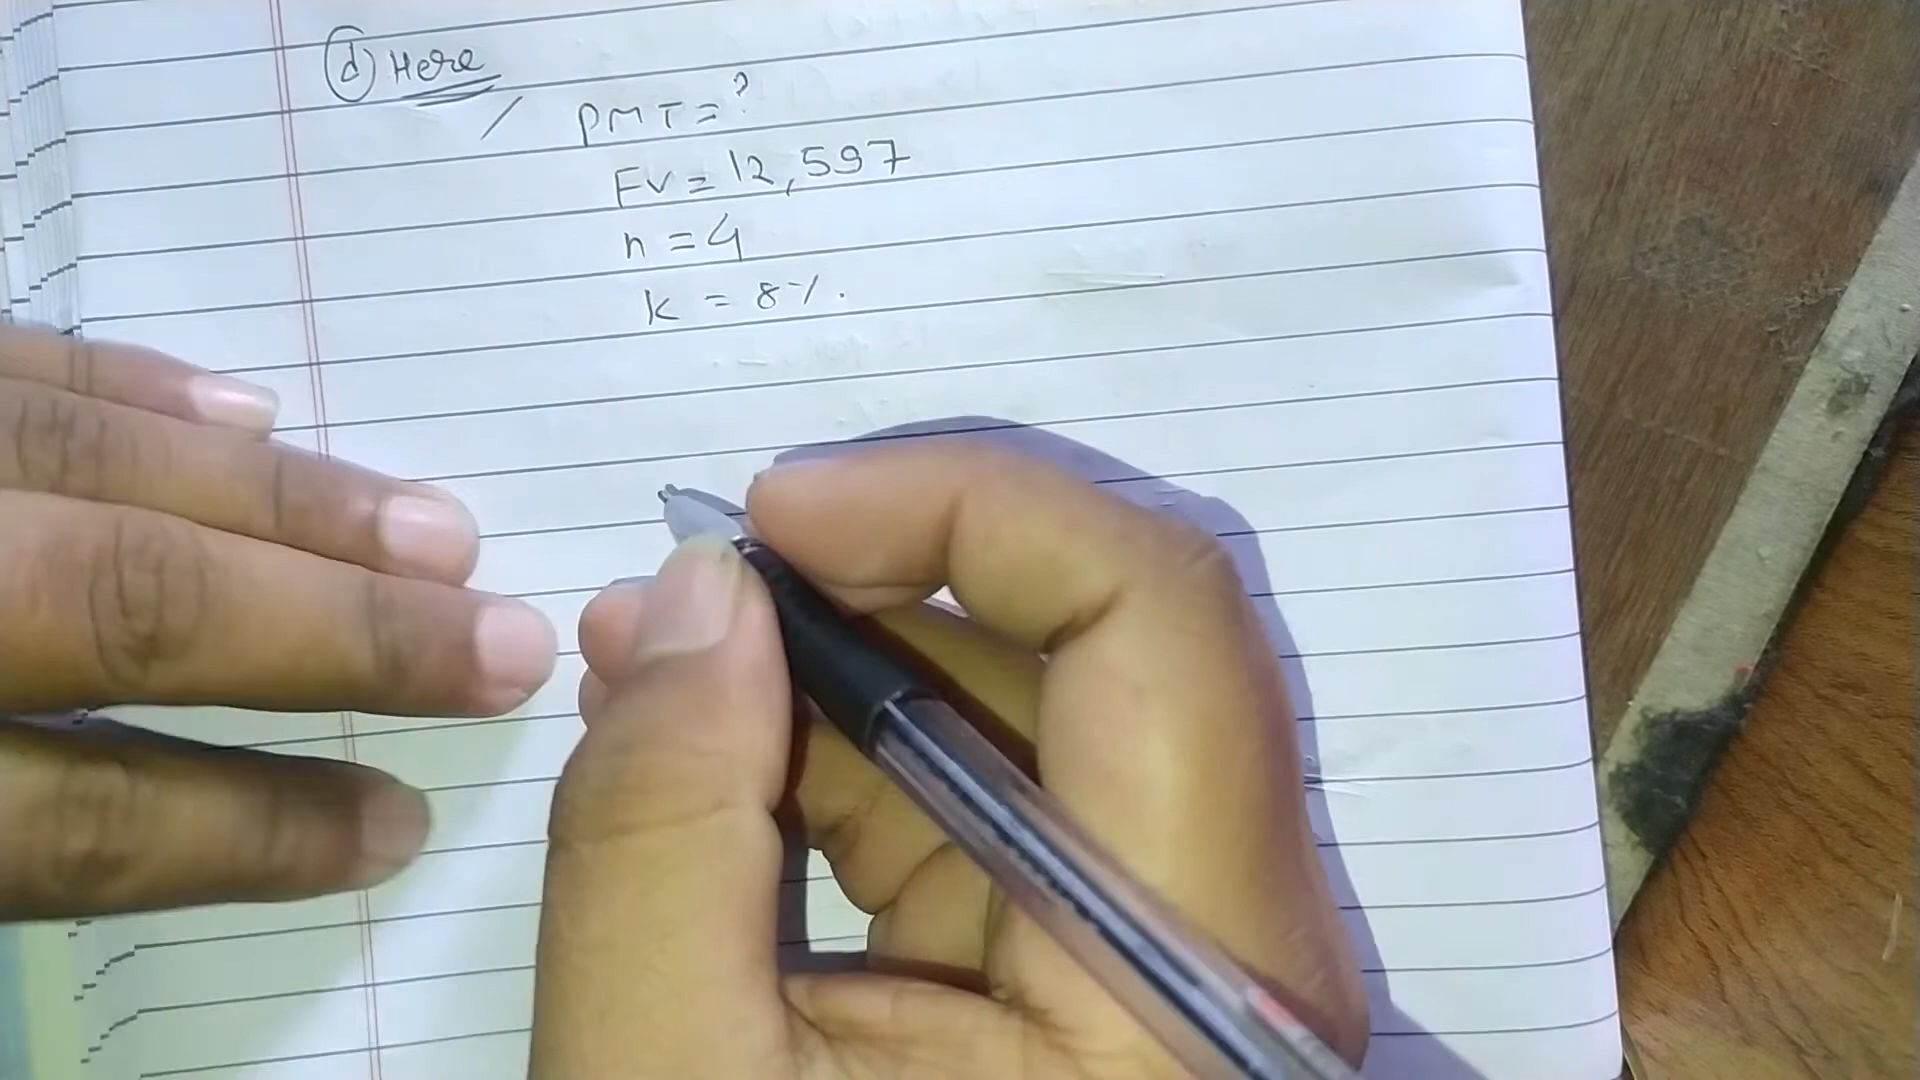 (d) Here
PMT = ?
FV = 12,597
n = 4
k = 8%.